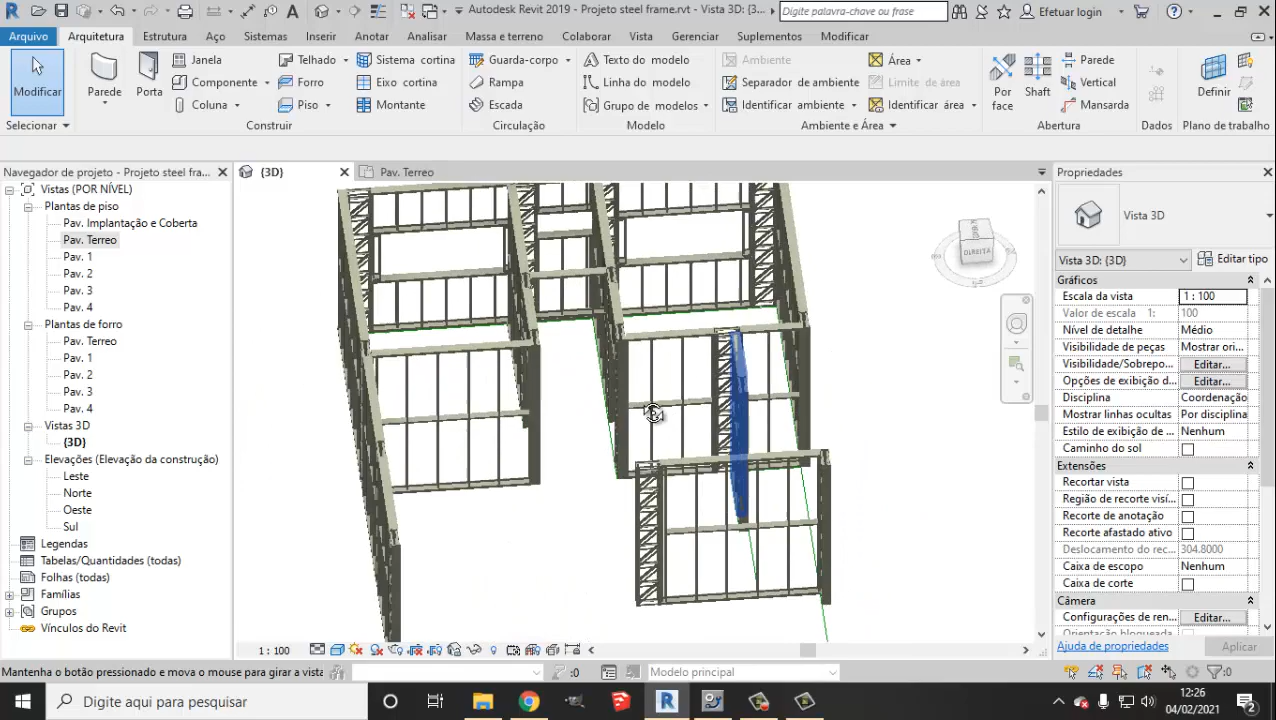 Autodesk Revit 2019 - Projeto steel frame.rvt - Vista 3D: {3...
Digite palavra-chave ou frase
Efetuar login
Arquivo Arquitetura Estrutura Aço Sistemas Inserir Anotar Analisar Massa e terreno Colaborar Vista Gerenciar Suplementos Modificar
Modificar
Selecionar
Parede
Porta
Janela
Componente
Coluna
Telhado
Forro
Piso
Sistema cortina
Eixo cortina
Montante
Construir
Guarda-corpo
Rampa
Escada
Circulação
Texto do modelo
Linha do modelo
Grupo de modelos
Modelo
Ambiente
Separador de ambiente
Identificar ambiente
Área
Limite de área
Identificar área
Ambiente e Área
Por face
Shaft
Parede
Vertical
Mansarda
Abertura
Dados
Definir
Plano de trabalho
Navegador de projeto - Projeto steel fra...
Vistas (POR NÍVEL)
Plantas de piso
Pav. Implantação e Coberta
Pav. Terreo
Pav. 1
Pav. 2
Pav. 3
Pav. 4
Plantas de forro
Pav. Terreo
Pav. 1
Pav. 2
Pav. 3
Pav. 4
Vistas 3D
{3D}
Elevações (Elevação da construção)
Leste
Norte
Oeste
Sul
Legendas
Tabelas/Quantidades (todas)
Folhas (todas)
Famílias
Grupos
Vínculos do Revit
{3D}
Pav. Terreo
DIREITA
Propriedades
Vista 3D
Vista 3D: {3D}
Editar tipo
Gráficos
Escala da vista 1 : 100
Valor de escala 1: 100
Nível de detalhe Médio
Visibilidade de peças Mostrar ori...
Visibilidade/Sobrepo... Editar...
Opções de exibição d... Editar...
Disciplina Coordenação
Mostrar linhas ocultas Por disciplina
Estilo de exibição de ... Nenhum
Caminho do sol
Extensões
Recortar vista
Região de recorte visí...
Recorte de anotação
Recorte afastado ativo
Deslocamento do rec... 304.8000
Caixa de escopo Nenhum
Caixa de corte
Câmera
Configurações de ren... Editar...
Orientação bloqueada
Ajuda de propriedades
Aplicar
1 : 100
Mantenha o botão pressionado e mova o mouse para girar a vista
:0
Modelo principal
:0
Digite aqui para pesquisar
12:26
04/02/2021